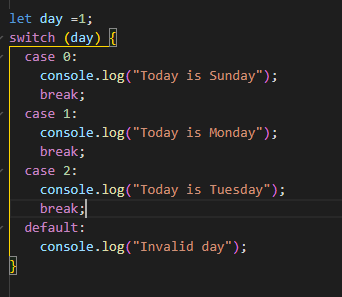 let day =1;
switch (day) {
  case 0:
    console.log("Today is Sunday");
    break;
  case 1:
    console.log("Today is Monday");
    break;
  case 2:
    console.log("Today is Tuesday");
    break;
  default:
    console.log("Invalid day");
}